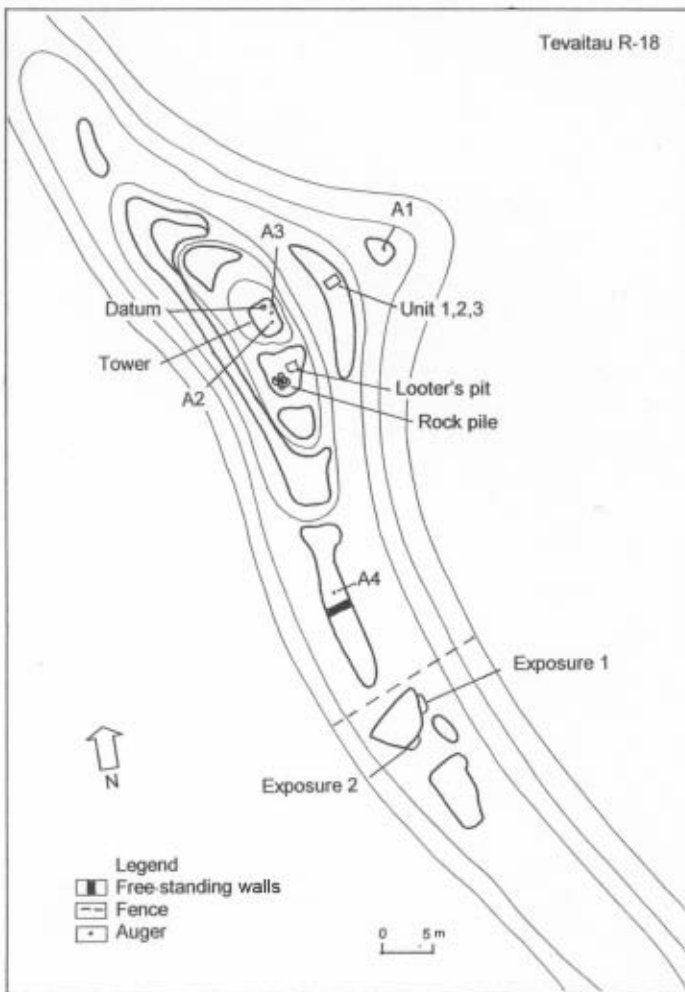 Tevaitau R-18
A1
A3
Datum
Unit 1,2,3
Tower
Looter's pit
A2
Rock pile
A4
Exposure 1
Exposure 2
N
Legend
Free-standing walls
Fence
Auger
0 5 m